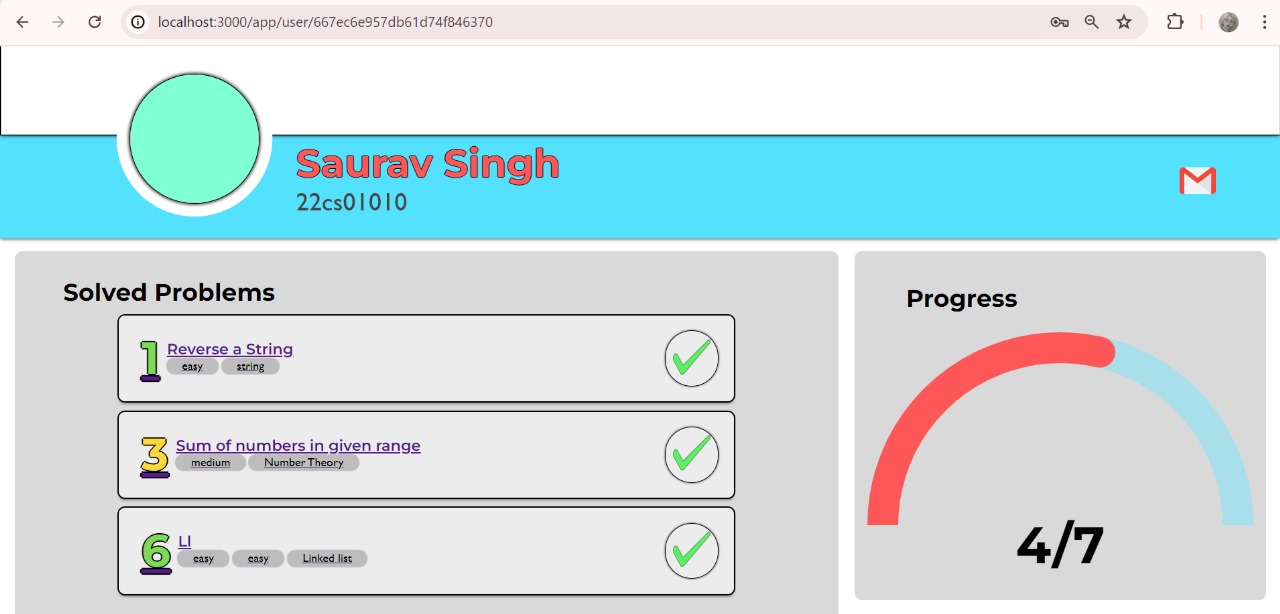 localhost:3000/app/user/667ec6e957db61d74f846370
Saurav Singh
22cs01010
Solved Problems
1 Reverse a String
easy string
3 Sum of numbers in given range
medium Number Theory
6 LI
easy easy Linked list
Progress
4/7